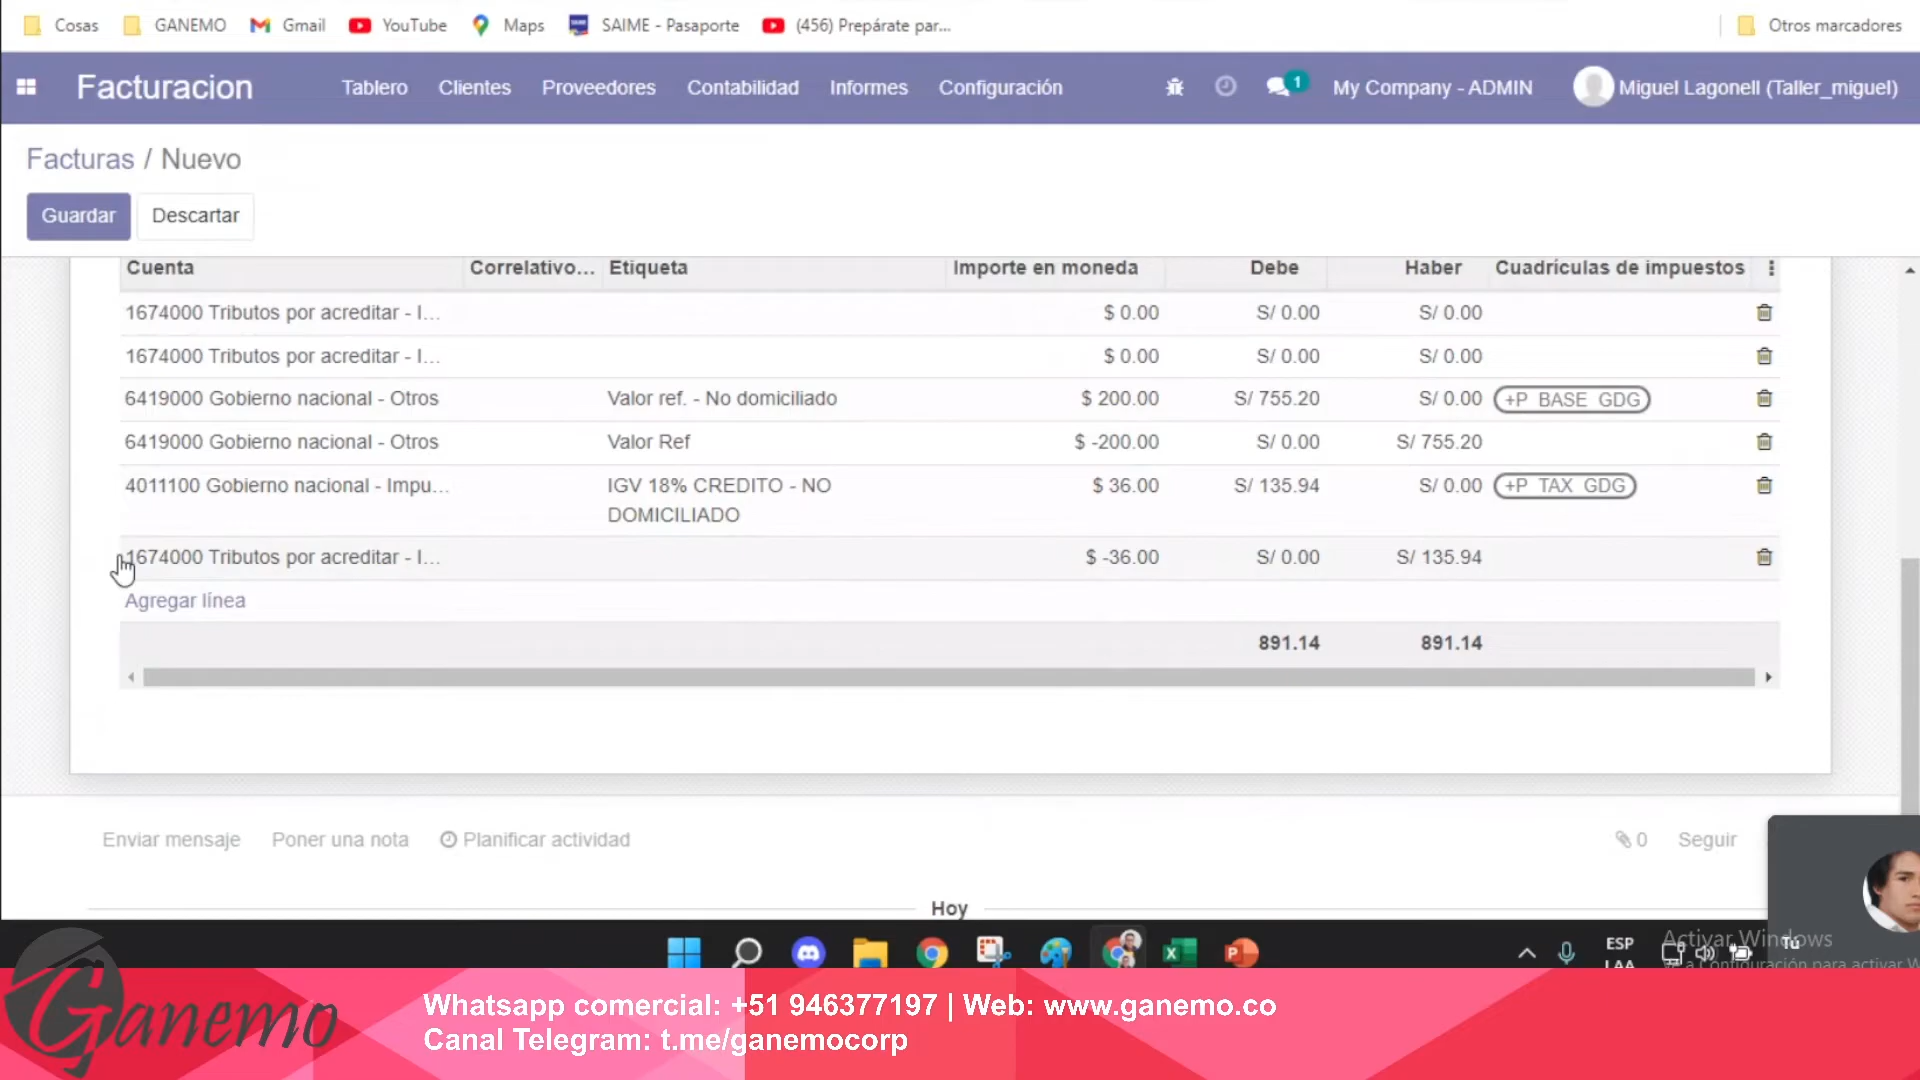 Cosas GANEMO Gmail YouTube Maps SAIME - Pasaporte (456) Prepárate par... Otros marcadores
Facturacion Tablero Clientes Proveedores Contabilidad Informes Configuración 1 My Company - ADMIN Miguel Lagonell (Taller_miguel)
Facturas / Nuevo
Guardar Descartar
Cuenta Correlativo... Etiqueta Importe en moneda Debe Haber Cuadrículas de impuestos
1674000 Tributos por acreditar - I... $ 0.00 S/ 0.00 S/ 0.00
1674000 Tributos por acreditar - I... $ 0.00 S/ 0.00 S/ 0.00
6419000 Gobierno nacional - Otros Valor ref. - No domiciliado $ 200.00 S/ 755.20 S/ 0.00 +P_BASE_GDG
6419000 Gobierno nacional - Otros Valor Ref $ -200.00 S/ 0.00 S/ 755.20
4011100 Gobierno nacional - Impu... IGV 18% CREDITO - NO $ 36.00 S/ 135.94 S/ 0.00 +P_TAX_GDG
DOMICILIADO
1674000 Tributos por acreditar - I... $ -36.00 S/ 0.00 S/ 135.94
Agregar línea
891.14 891.14
Enviar mensaje Poner una nota Planificar actividad 0 Seguir
Hoy
ESP
LAA
Activar Windows
Tú
Ganemo
Whatsapp comercial: +51 946377197 | Web: www.ganemo.co
Canal Telegram: t.me/ganemocorp